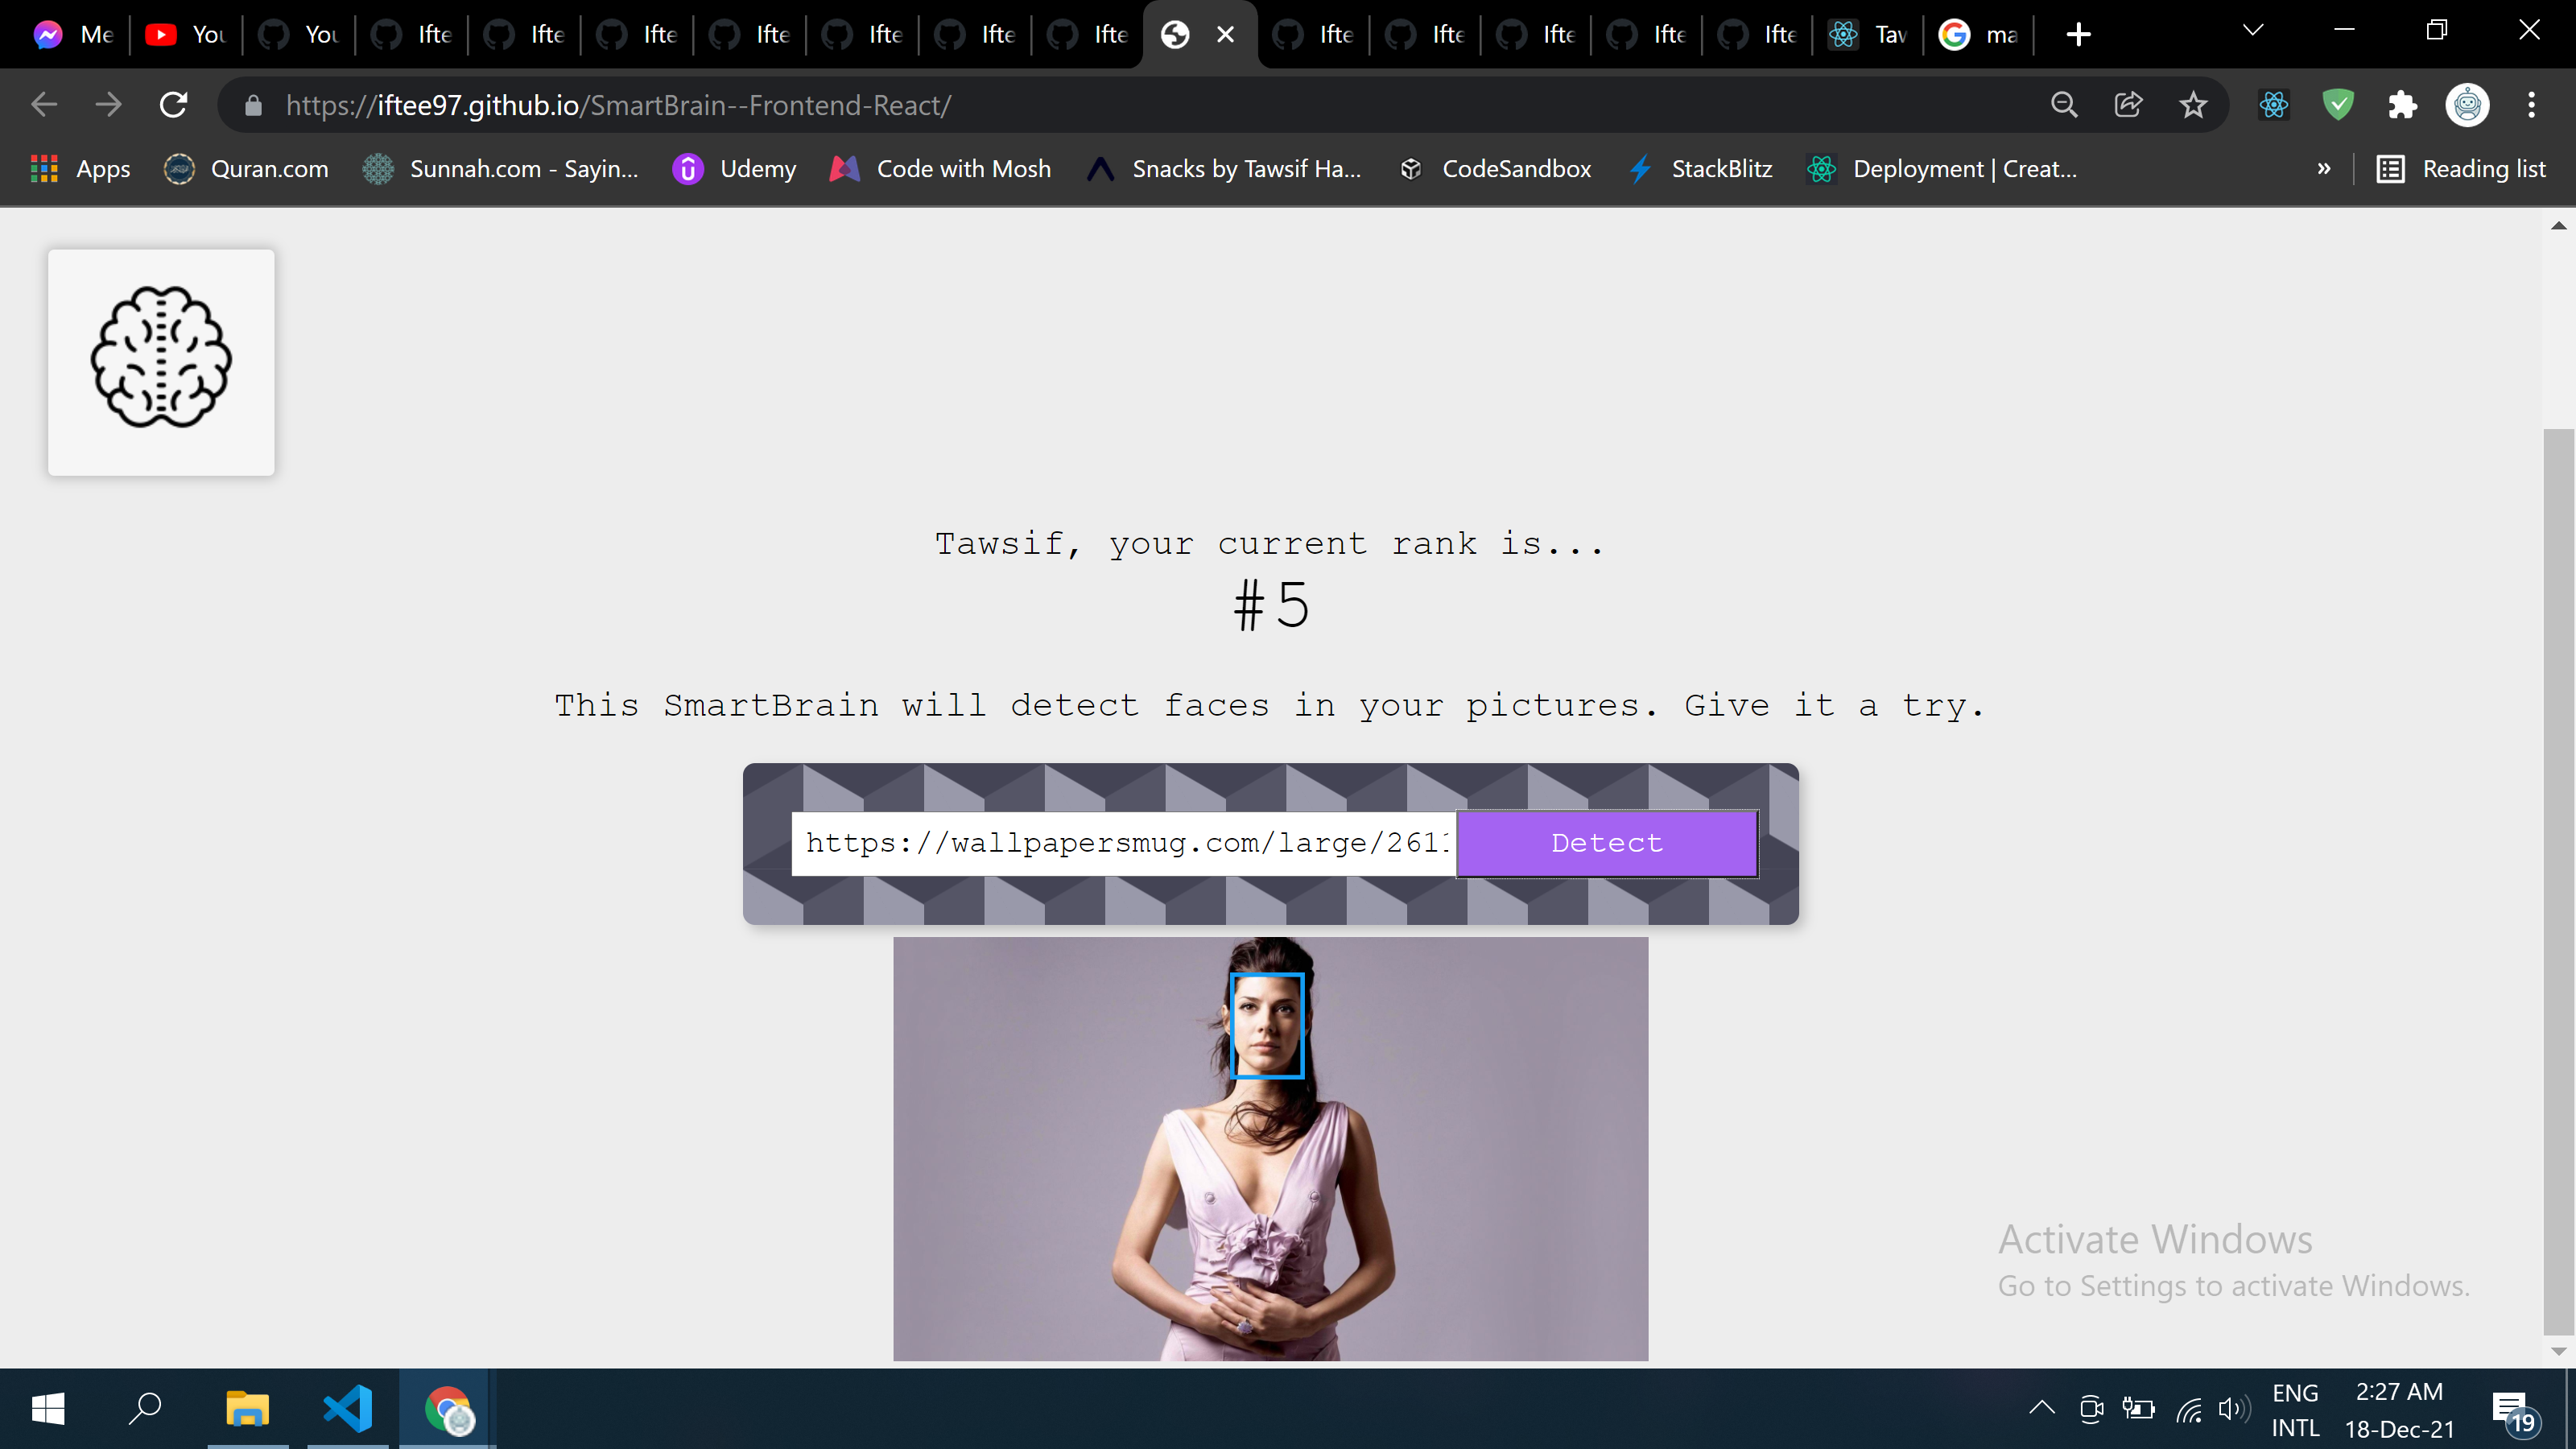 Me
You
You
Ifte
Ifte
Ifte
Ifte
Ifte
Ifte
Ifte
Ifte
Ifte
Ifte
Ifte
Ifte
Taw
ma
https://iftee97.github.io/SmartBrain--Frontend-React/
Apps
Quran.com
Sunnah.com - Sayin...
Udemy
Code with Mosh
Snacks by Tawsif Ha...
CodeSandbox
StackBlitz
Deployment | Creat...
»
Reading list
Tawsif, your current rank is...
#5
This SmartBrain will detect faces in your pictures. Give it a try.
https://wallpapersmug.com/large/2611
Detect
Activate Windows
Go to Settings to activate Windows.
ENG
INTL
2:27 AM
18-Dec-21
19